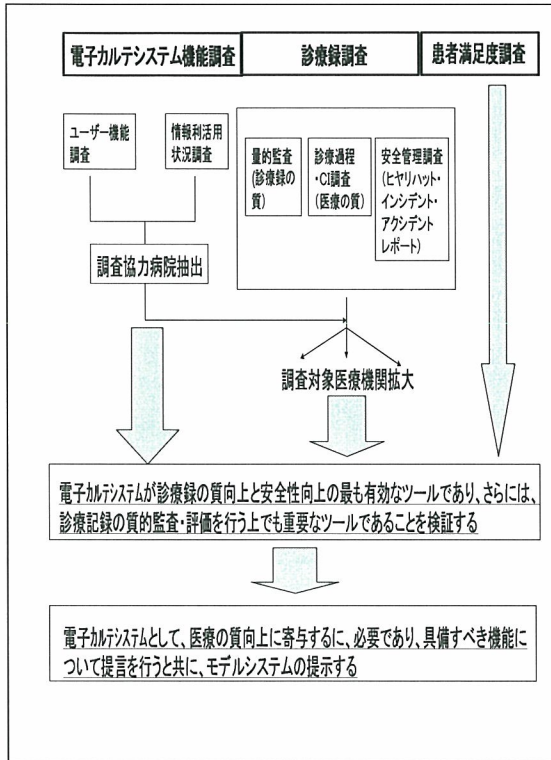 電子カルテシステム機能調査
診療録調査
患者満足度調査
ユーザー機能
調査
情報利活用
状況調査
量的監査
(診療録の
質)
診療過程
・CI調査
(医療の質)
安全管理調査
(ヒヤリハット・
インシデント・
アクシデント
レポート)
調査協力病院抽出
調査対象医療機関拡大
電子カルテシステムが診療録の質向上と安全性向上の最も有効なツールであり、さらには、
診療記録の質的監査・評価を行う上でも重要なツールであることを検証する
電子カルテシステムとして、医療の質向上に寄与するに、必要であり、具備すべき機能に
ついて提言を行うと共に、モデルシステムの提示する